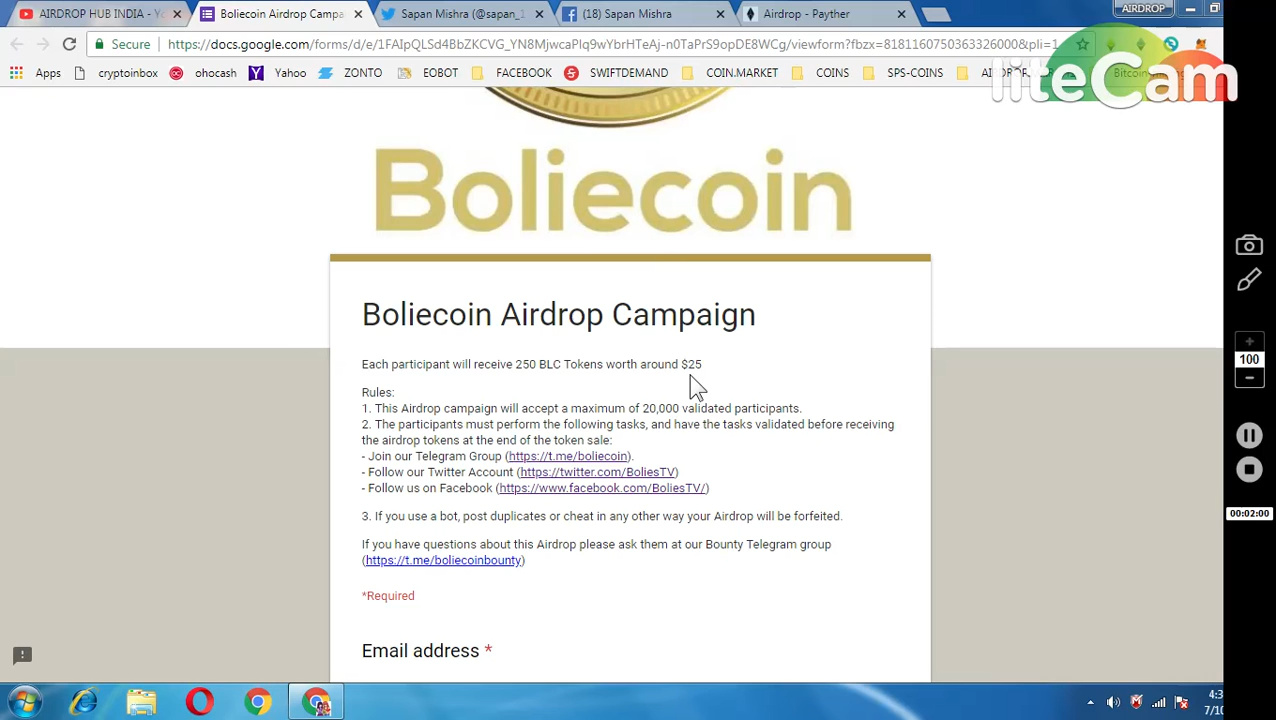 AIRDROP HUB INDIA - Y
Boliecoin Airdrop Campa
Sapan Mishra (@sapan_1
(18) Sapan Mishra
Airdrop - Payther
AIRDROP
Secure
https://docs.google.com/forms/d/e/1FAIpQLSd4BbZKCVG_YN8MjwcaPlq9wYbrHTeAj-n0TaPrS9opDE8WCg/viewform?fbzx=8181160750363326000&pli=1
Apps
cryptoinbox
ohocash
Yahoo
ZONTO
EOBOT
FACEBOOK
SWIFTDEMAND
COIN.MARKET
COINS
SPS-COINS
liteCam
Boliecoin
Boliecoin Airdrop Campaign
Each participant will receive 250 BLC Tokens worth around $25
Rules:
1. This Airdrop campaign will accept a maximum of 20,000 validated participants.
2. The participants must perform the following tasks, and have the tasks validated before receiving
the airdrop tokens at the end of the token sale:
- Join our Telegram Group (https://t.me/boliecoin).
- Follow our Twitter Account (https://twitter.com/BoliesTV)
- Follow us on Facebook (https://www.facebook.com/BoliesTV/)
3. If you use a bot, post duplicates or cheat in any other way your Airdrop will be forfeited.
If you have questions about this Airdrop please ask them at our Bounty Telegram group
(https://t.me/boliecoinbounty)
*Required
Email address *
100
00:02:00
4:3
7/10